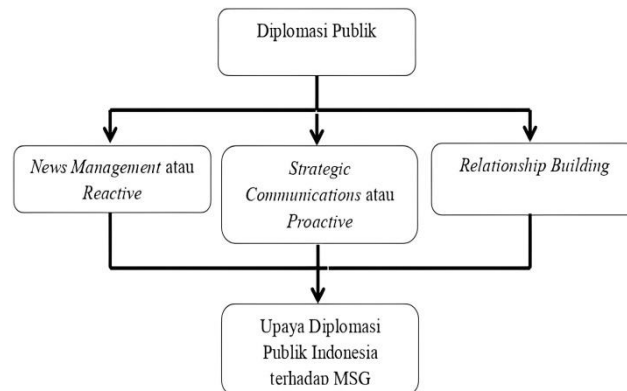 Diplomasi Publik
News Management atau
Reactive
Strategic
Communications atau
Proactive
Relationship Building
Upaya Diplomasi
Publik Indonesia
terhadap MSG